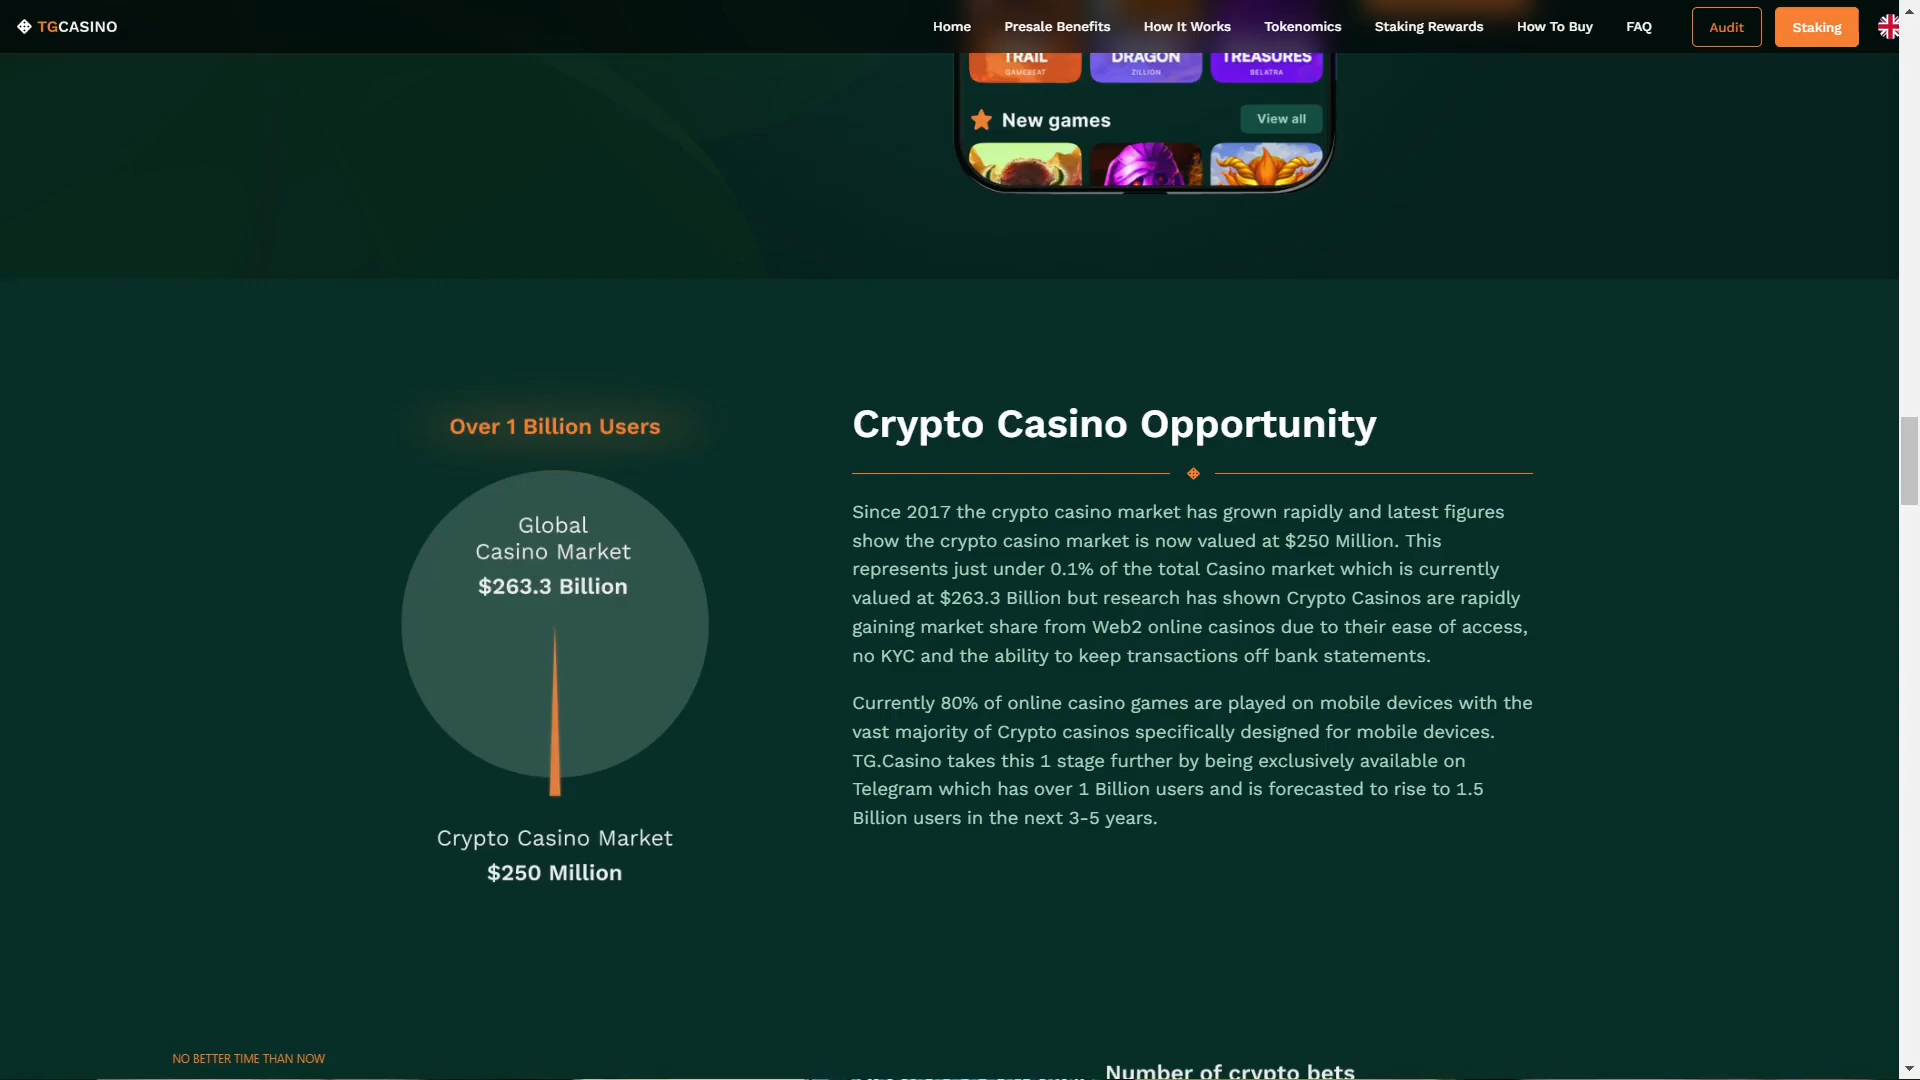 TGCASINO
Home
Presale Benefits
How It Works
Tokenomics
Staking Rewards
How To Buy
FAQ
Audit
Staking
TRAIL
GAMEBEAT
DRAGON
ZILLION
TREASURES
BELATRA
New games
View all
Over 1 Billion Users
Global
Casino Market
$263.3 Billion
Crypto Casino Market
$250 Million
Crypto Casino Opportunity
Since 2017 the crypto casino market has grown rapidly and latest figures
show the crypto casino market is now valued at $250 Million. This
represents just under 0.1% of the total Casino market which is currently
valued at $263.3 Billion but research has shown Crypto Casinos are rapidly
gaining market share from Web2 online casinos due to their ease of access,
no KYC and the ability to keep transactions off bank statements.
Currently 80% of online casino games are played on mobile devices with the
vast majority of Crypto casinos specifically designed for mobile devices.
TG.Casino takes this 1 stage further by being exclusively available on
Telegram which has over 1 Billion users and is forecasted to rise to 1.5
Billion users in the next 3-5 years.
NO BETTER TIME THAN NOW
Number of crypto bets